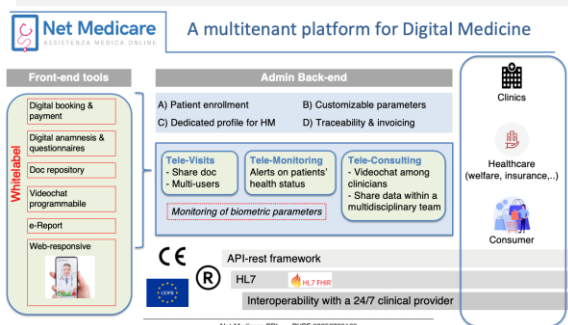 Net Medicare
ASSISTENZA MEDICA ONLINE
A multitenant platform for Digital Medicine
Front-end tools
Whitelabel
Digital booking &
payment
Digital anamnesis &
questionnaires
Doc repository
Videochat
programmabile
e-Report
Web-responsive
Admin Back-end
A) Patient enrollment
B) Customizable parameters
C) Dedicated profile for HM
D) Traceability & invoicing
Tele-Visits
- Share doc
- Multi-users
Tele-Monitoring
Alerts on patients'
health status
Tele-Consulting
- Videochat among
clinicians
- Share data within a
multidisciplinary team
Monitoring of biometric parameters
CE
®
GDPR
API-rest framework
HL7
HL7 FHIR
Interoperability with a 24/7 clinical provider
Clinics
Healthcare
(welfare, insurance,..)
Consumer